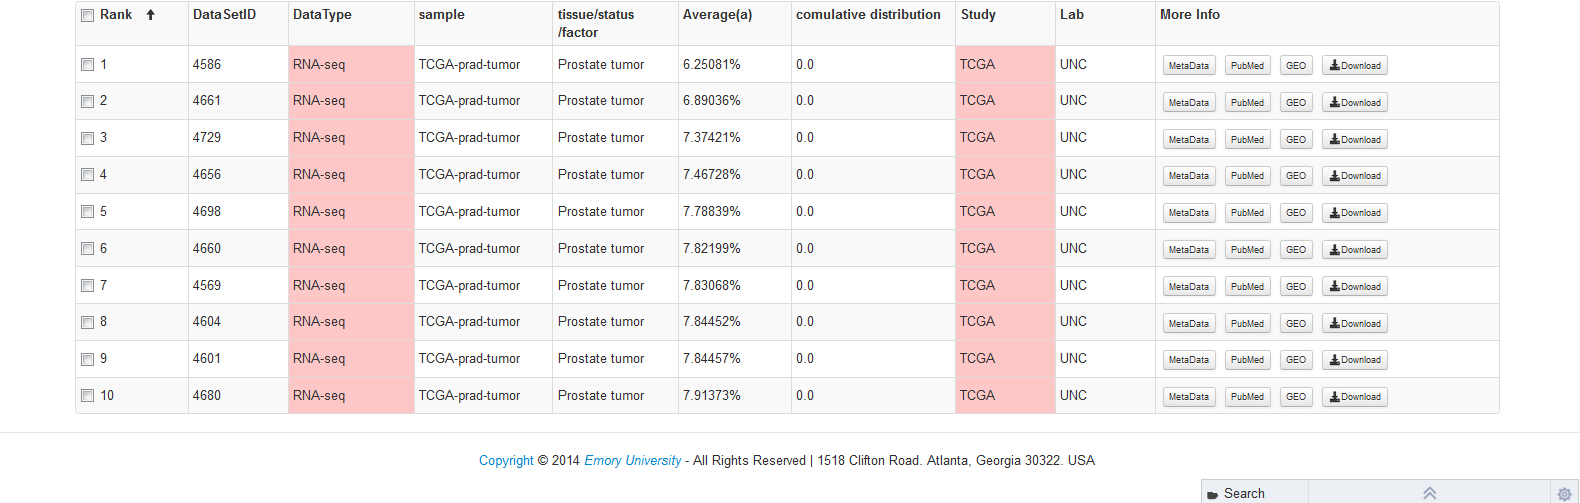 Rank DataSetID DataType sample tissue/status /factor Average(a) comulative distribution Study Lab More Info
1 4586 RNA-seq TCGA-prad-tumor Prostate tumor 6.25081% 0.0 TCGA UNC MetaData PubMed GEO Download
2 4661 RNA-seq TCGA-prad-tumor Prostate tumor 6.89036% 0.0 TCGA UNC MetaData PubMed GEO Download
3 4729 RNA-seq TCGA-prad-tumor Prostate tumor 7.37421% 0.0 TCGA UNC MetaData PubMed GEO Download
4 4656 RNA-seq TCGA-prad-tumor Prostate tumor 7.46728% 0.0 TCGA UNC MetaData PubMed GEO Download
5 4698 RNA-seq TCGA-prad-tumor Prostate tumor 7.78839% 0.0 TCGA UNC MetaData PubMed GEO Download
6 4660 RNA-seq TCGA-prad-tumor Prostate tumor 7.82199% 0.0 TCGA UNC MetaData PubMed GEO Download
7 4569 RNA-seq TCGA-prad-tumor Prostate tumor 7.83068% 0.0 TCGA UNC MetaData PubMed GEO Download
8 4604 RNA-seq TCGA-prad-tumor Prostate tumor 7.84452% 0.0 TCGA UNC MetaData PubMed GEO Download
9 4601 RNA-seq TCGA-prad-tumor Prostate tumor 7.84457% 0.0 TCGA UNC MetaData PubMed GEO Download
10 4680 RNA-seq TCGA-prad-tumor Prostate tumor 7.91373% 0.0 TCGA UNC MetaData PubMed GEO Download
Copyright © 2014 Emory University - All Rights Reserved | 1518 Clifton Road. Atlanta, Georgia 30322. USA
Search